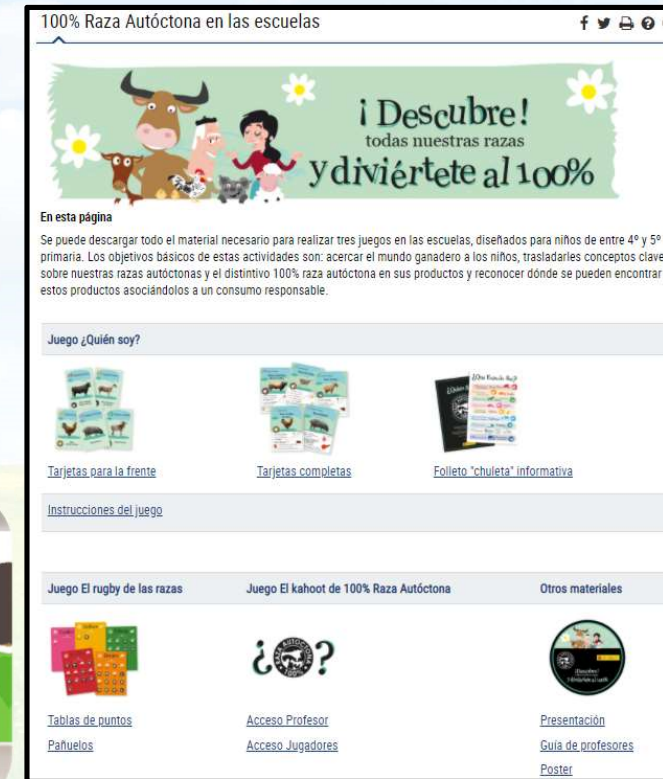 100% Raza Autóctona en las escuelas
¡Descubre!
todas nuestras razas
y diviértete al 100%
En esta página
Se puede descargar todo el material necesario para realizar tres juegos en las escuelas, diseñados para niños de entre 4º y 5º
primaria. Los objetivos básicos de estas actividades son: acercar el mundo ganadero a los niños, trasladarles conceptos clave
sobre nuestras razas autóctonas y el distintivo 100% raza autóctona en sus productos y reconocer dónde se pueden encontrar
estos productos asociándolos a un consumo responsable.
Juego ¿Quién soy?
Tarjetas para la frente
Tarjetas completas
Folleto "chuleta" informativa
Instrucciones del juego
Juego El rugby de las razas
Juego El kahoot de 100% Raza Autóctona
Otros materiales
¿ ?
RAZA AUTÓCTONA 100%
Tablas de puntos
Acceso Profesor
Presentación
Pañuelos
Acceso Jugadores
Guía de profesores
Poster